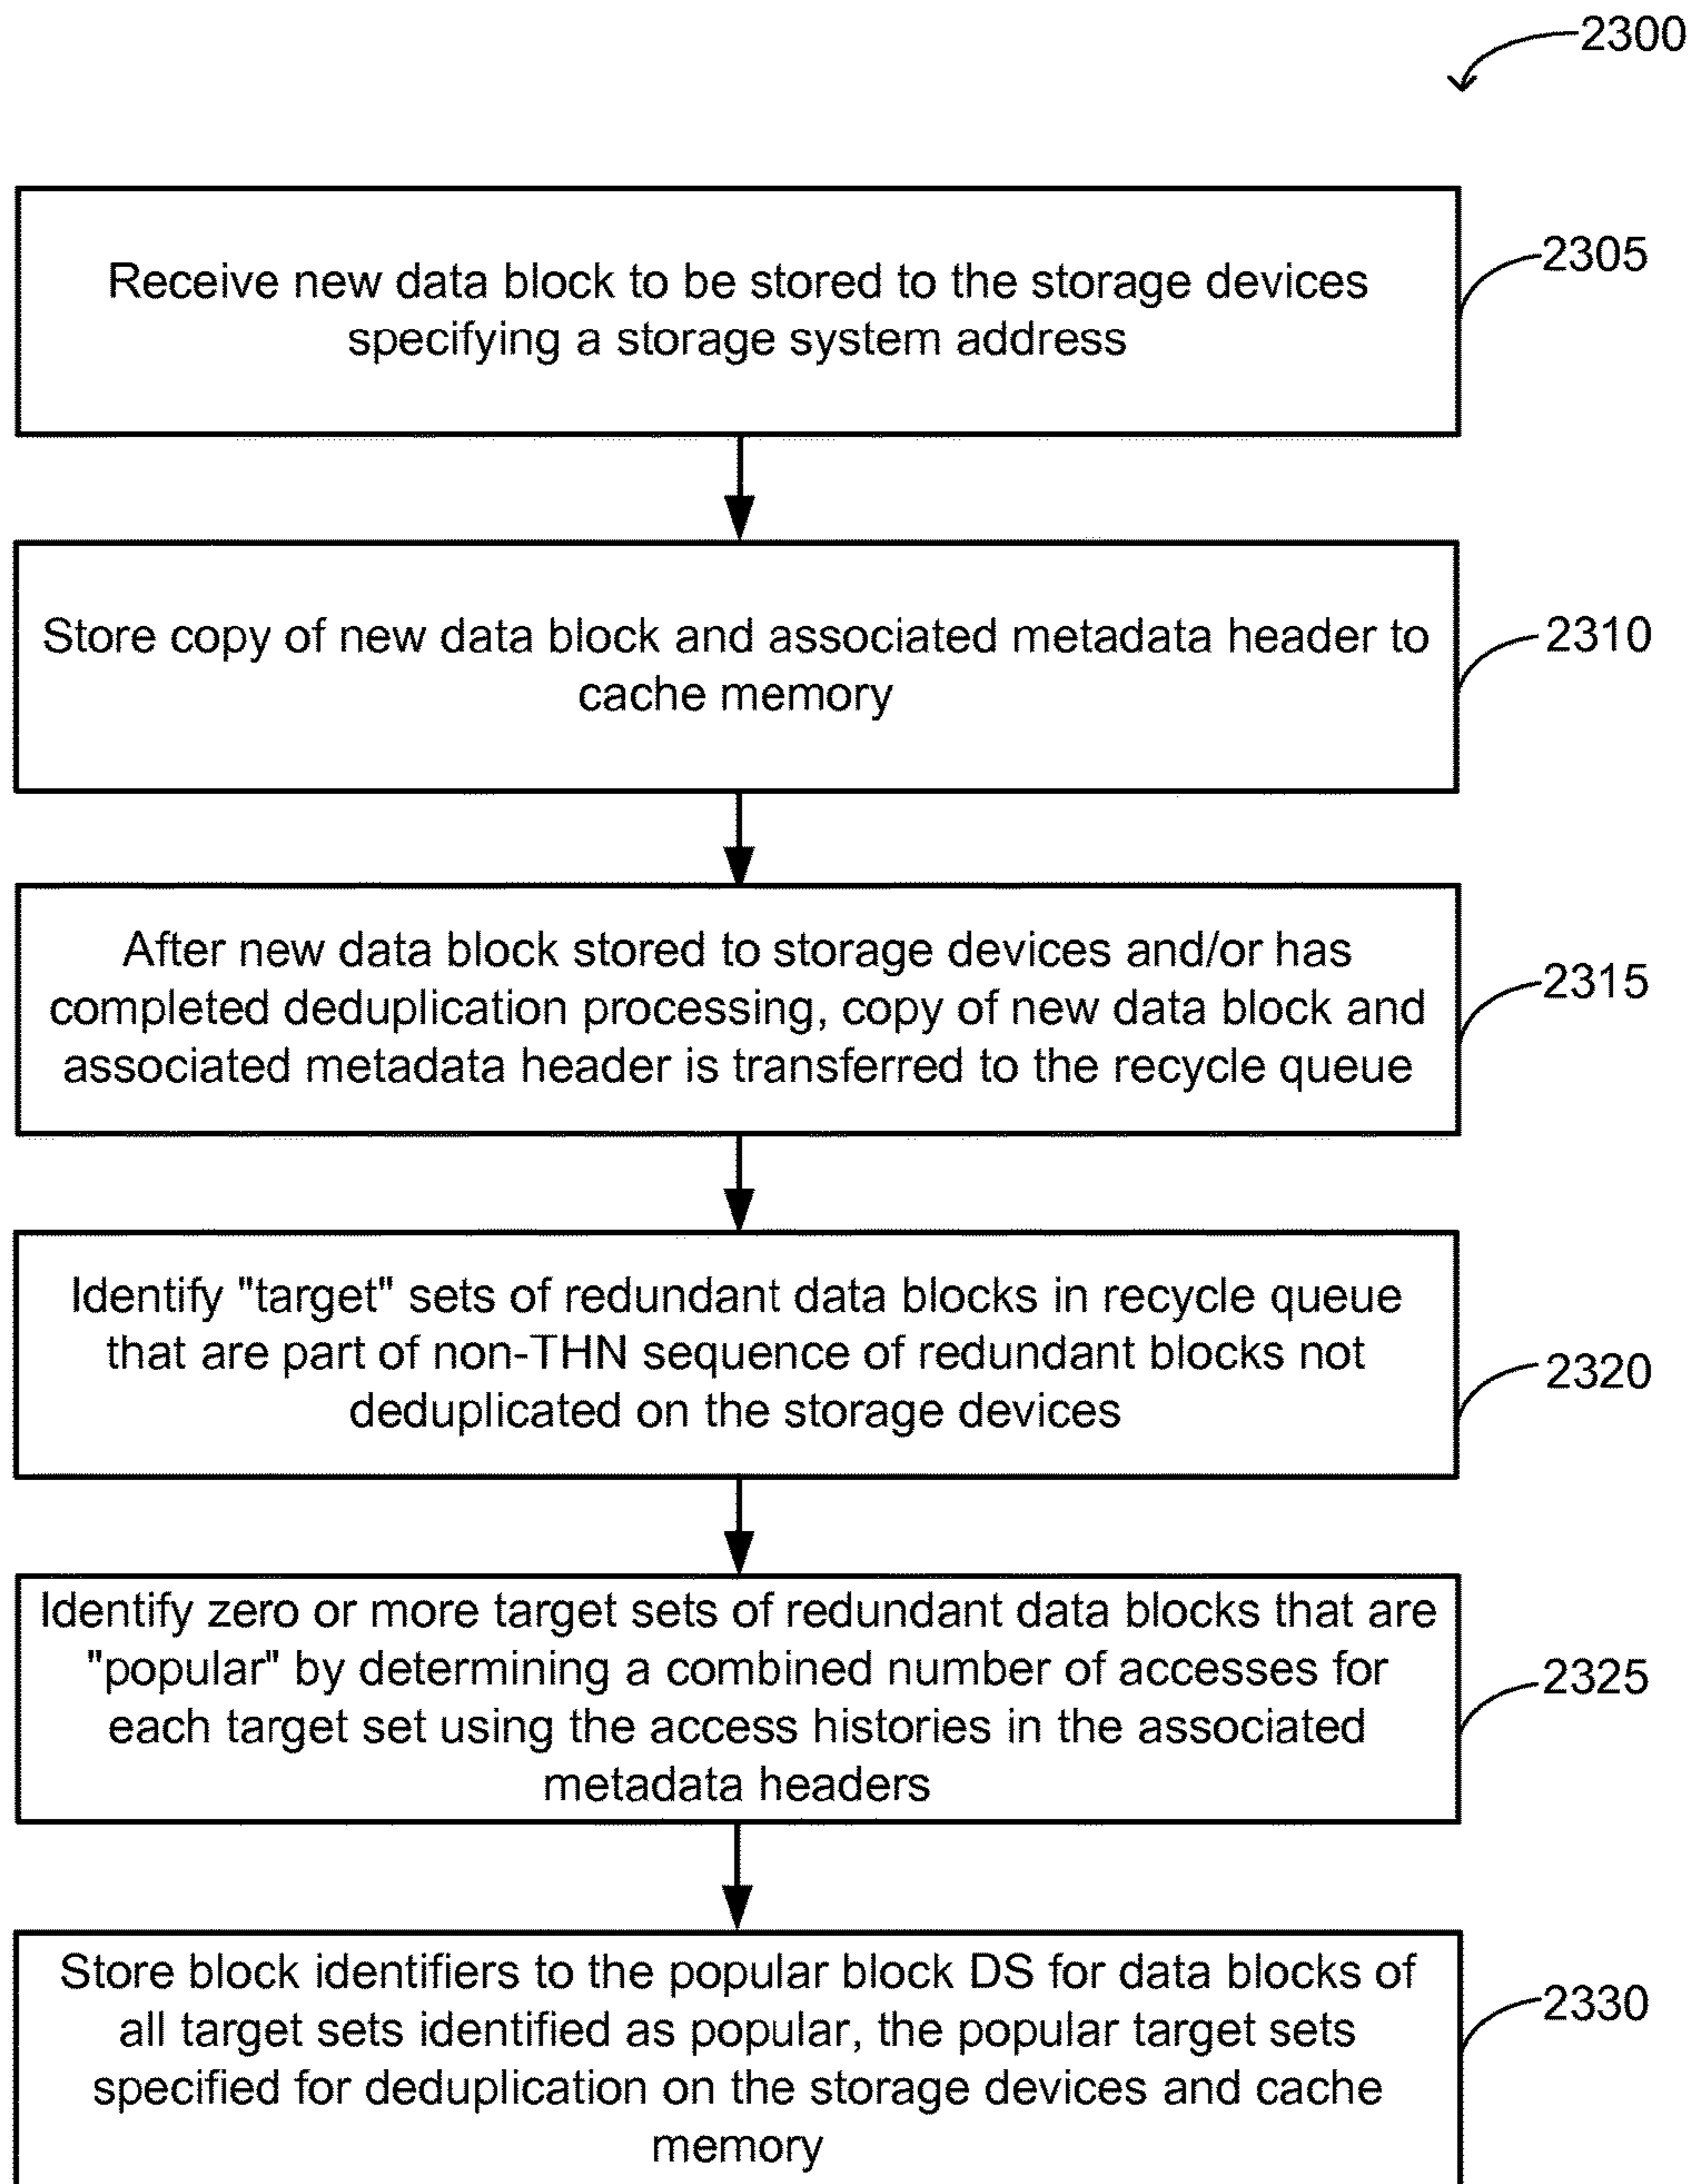 2300
Receive new data block to be stored to the storage devices
specifying a storage system address
2305
Store copy of new data block and associated metadata header to
cache memory
2310
After new data block stored to storage devices and/or has
completed deduplication processing, copy of new data block and
associated metadata header is transferred to the recycle queue
2315
Identify "target" sets of redundant data blocks in recycle queue
that are part of non-THN sequence of redundant blocks not
deduplicated on the storage devices
2320
Identify zero or more target sets of redundant data blocks that are
"popular" by determining a combined number of accesses for
each target set using the access histories in the associated
metadata headers
2325
Store block identifiers to the popular block DS for data blocks of
all target sets identified as popular, the popular target sets
specified for deduplication on the storage devices and cache
memory
2330